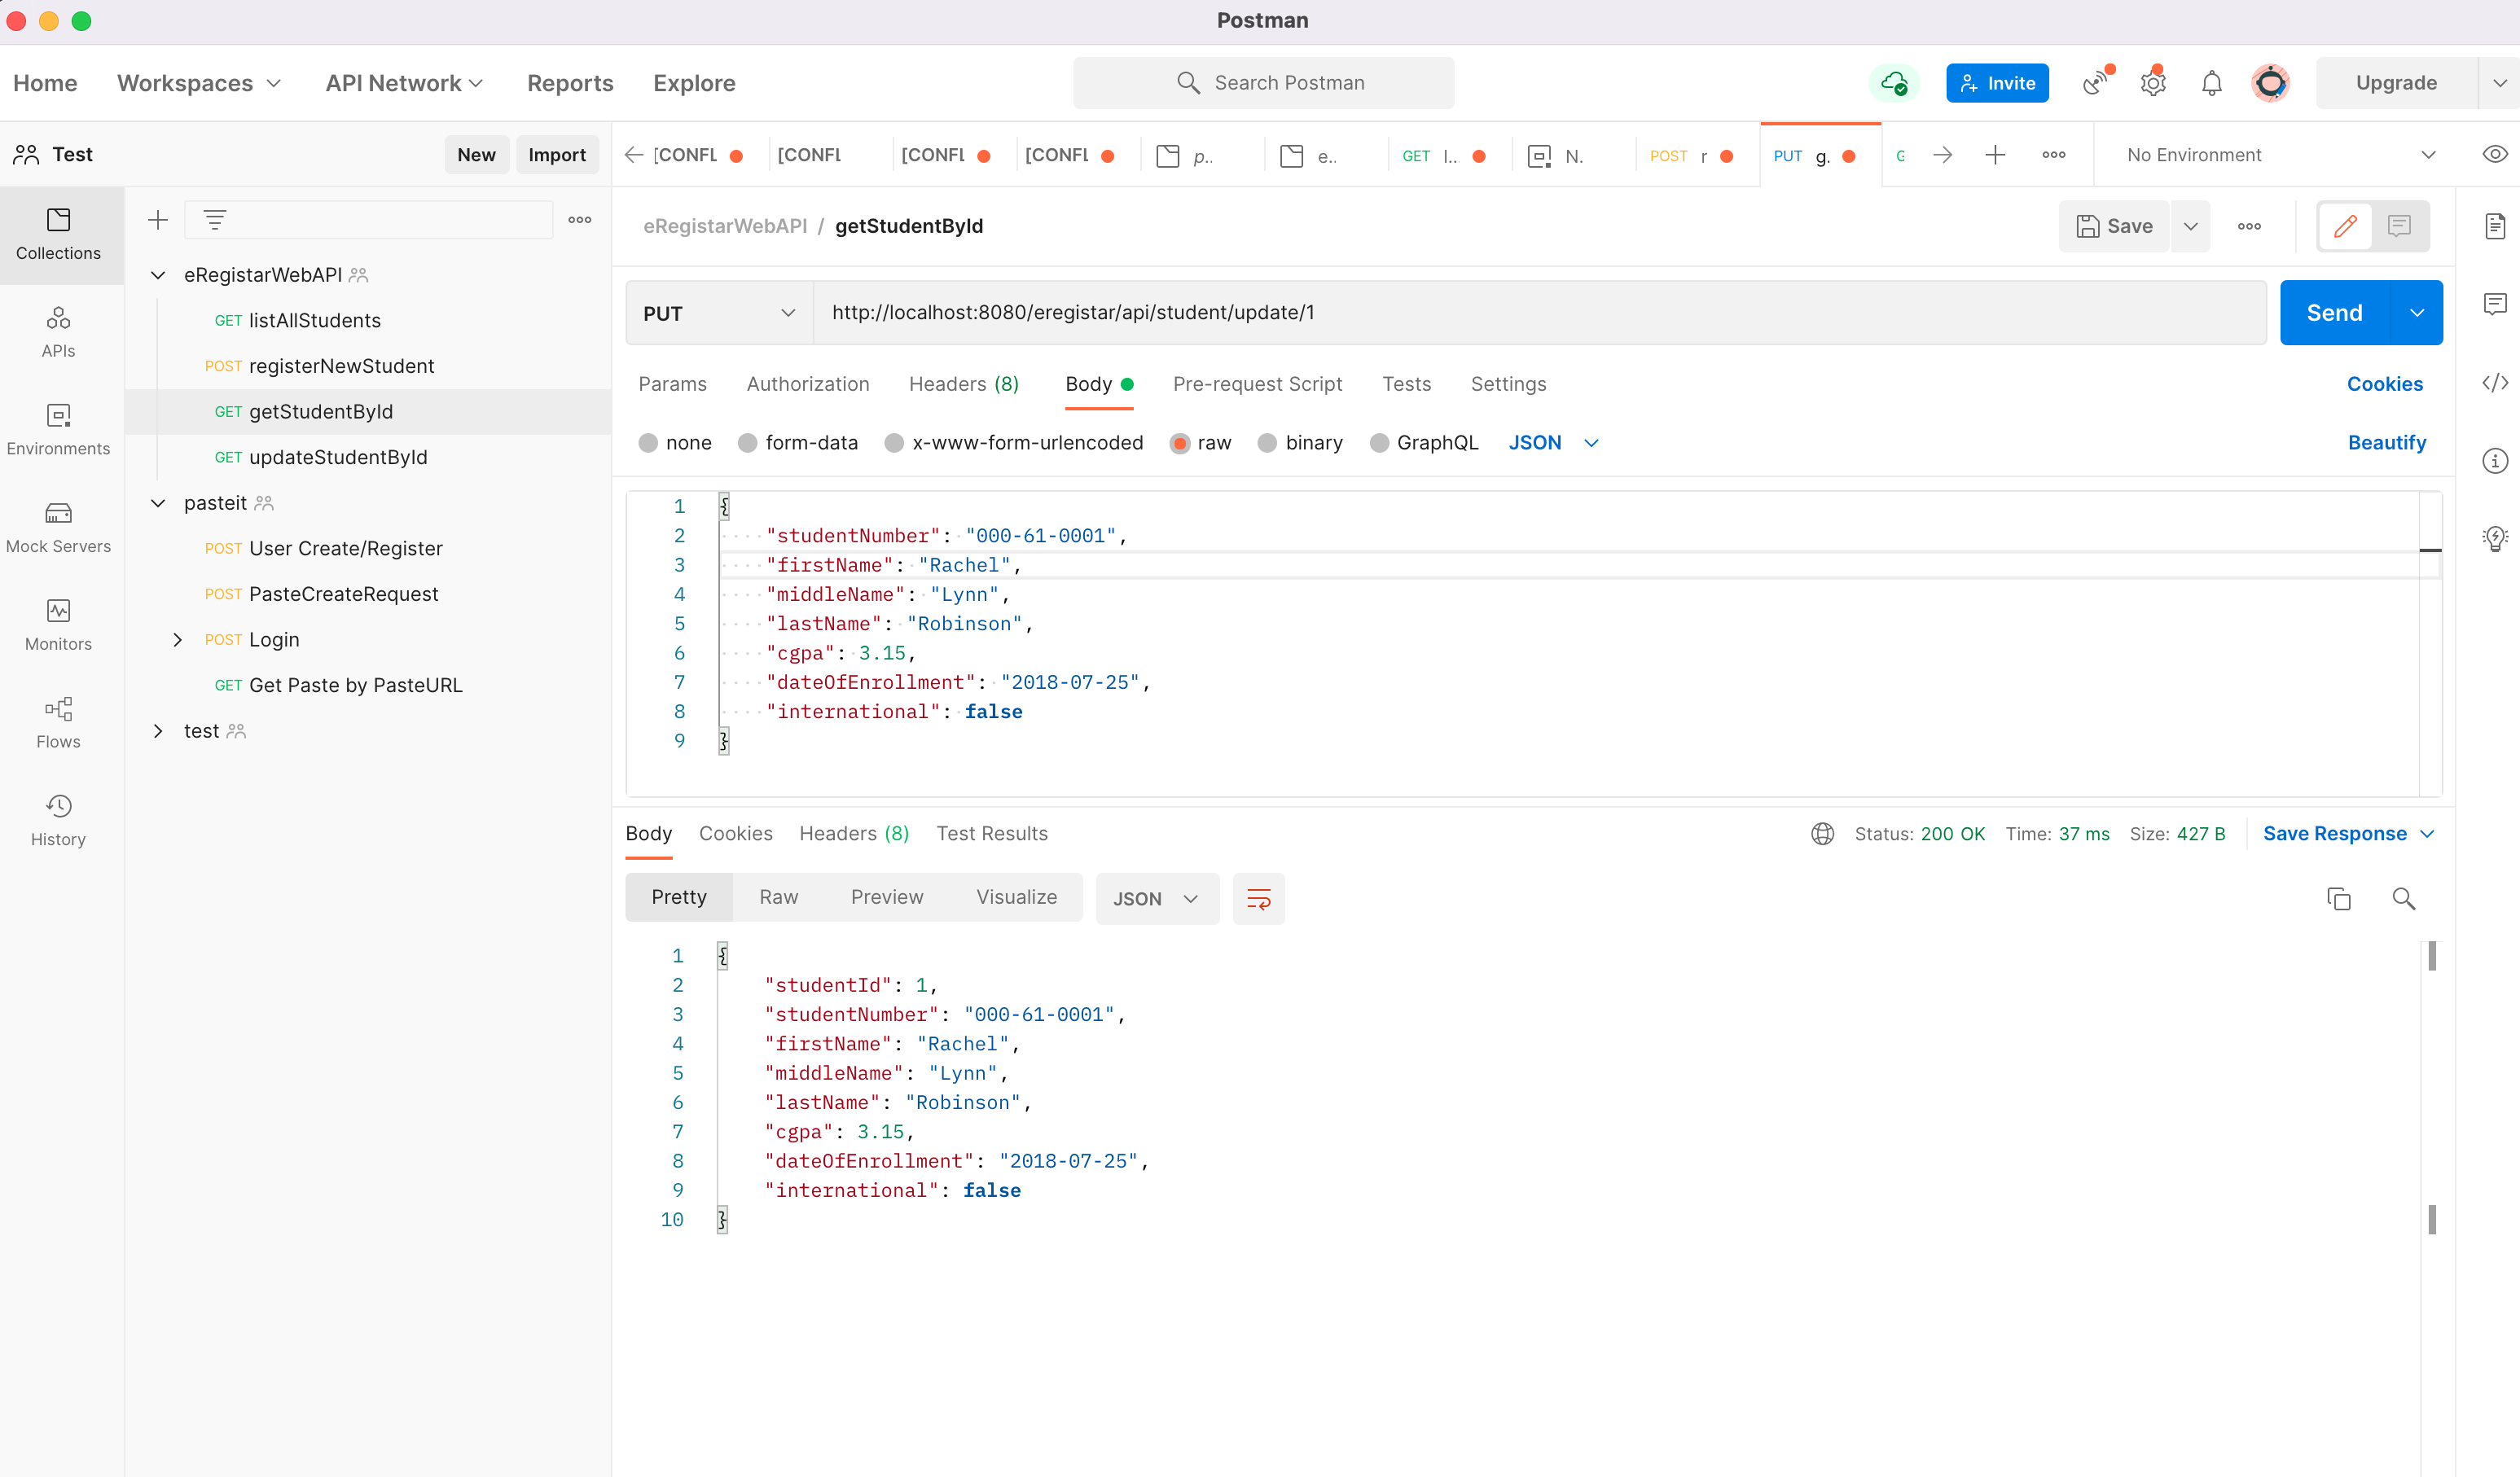 Postman
Home Workspaces API Network Reports Explore Search Postman Invite Upgrade
Test New Import
[CONFL [CONFL [CONFL [CONFL p.. e.. GET l... N. POST r PUT g. No Environment
Collections
APIs
Environments
Mock Servers
Monitors
Flows
History
eRegistarWebAPI
GET listAllStudents
POST registerNewStudent
GET getStudentById
GET updateStudentById
pasteit
POST User Create/Register
POST PasteCreateRequest
POST Login
GET Get Paste by PasteURL
test
eRegistarWebAPI / getStudentById Save
PUT http://localhost:8080/eregistar/api/student/update/1 Send
Params Authorization Headers (8) Body Pre-request Script Tests Settings Cookies
none form-data x-www-form-urlencoded raw binary GraphQL JSON Beautify
1 {
2 "studentNumber": "000-61-0001",
3 "firstName": "Rachel",
4 "middleName": "Lynn",
5 "lastName": "Robinson",
6 "cgpa": 3.15,
7 "dateOfEnrollment": "2018-07-25",
8 "international": false
9 }
Body Cookies Headers (8) Test Results Status: 200 OK Time: 37 ms Size: 427 B Save Response
Pretty Raw Preview Visualize JSON
1 {
2 "studentId": 1,
3 "studentNumber": "000-61-0001",
4 "firstName": "Rachel",
5 "middleName": "Lynn",
6 "lastName": "Robinson",
7 "cgpa": 3.15,
8 "dateOfEnrollment": "2018-07-25",
9 "international": false
10 }